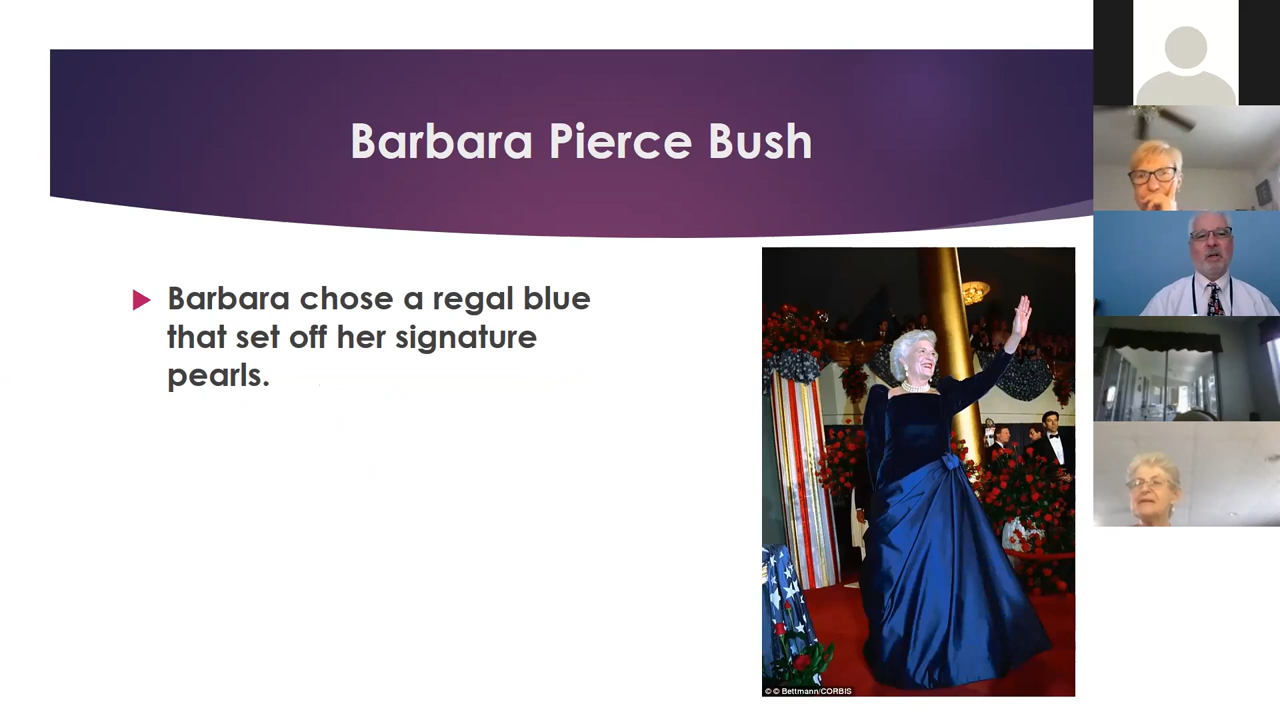 Barbara Pierce Bush
Barbara chose a regal blue
that set off her signature
pearls.
© © Bettmann/CORBIS